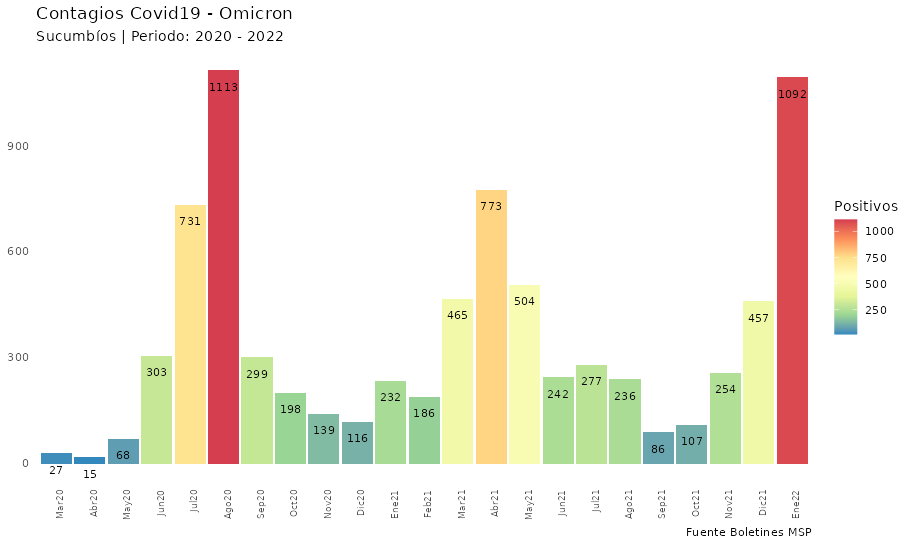 Contagios Covid19 - Omicron
Sucumbíos | Periodo: 2020 - 2022
900
600
300
0
27
15
68
303
731
1113
299
198
139
116
232
186
465
773
504
242
277
236
86
107
254
457
1092
Mar20
Abr20
May20
Jun20
Jul20
Ago20
Sep20
Oct20
Nov20
Dic20
Ene21
Feb21
Mar21
Abr21
May21
Jun21
Jul21
Ago21
Sep21
Oct21
Nov21
Dic21
Ene22
Positivos
1000
750
500
250
Fuente Boletines MSP